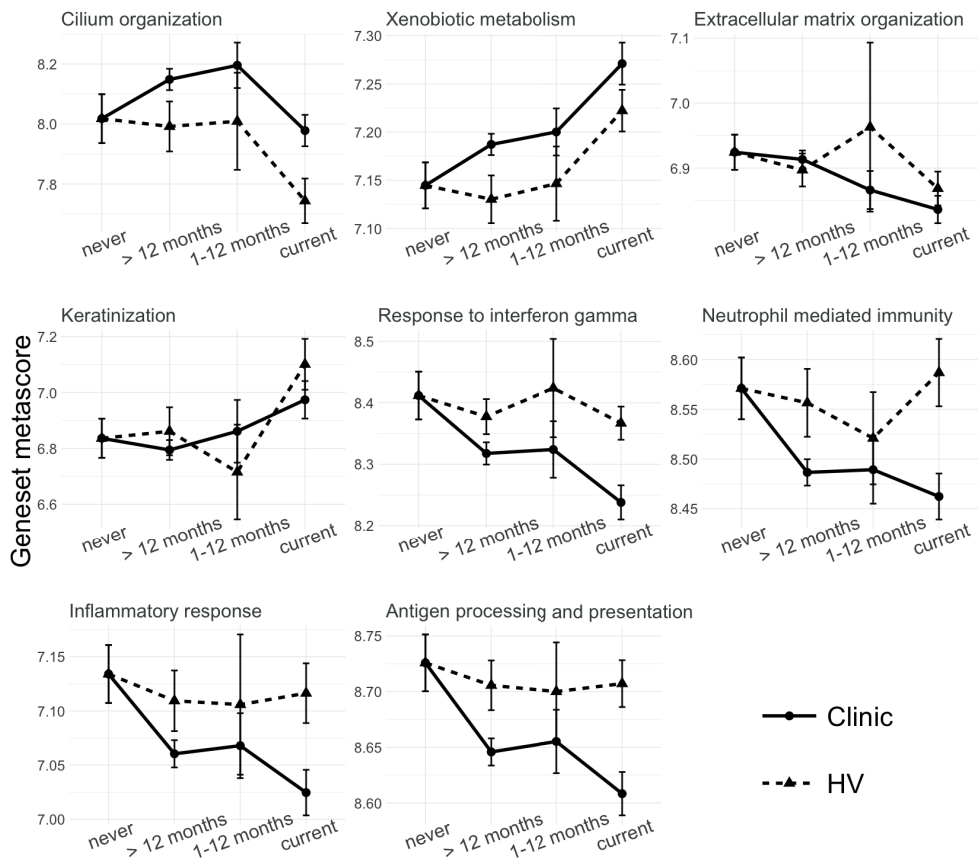 Cilium organization
8.2
8.0
7.8
never
> 12 months
1-12 months
current
Xenobiotic metabolism
7.30
7.25
7.20
7.15
7.10
never
> 12 months
1-12 months
current
Extracellular matrix organization
7.1
7.0
6.9
never
> 12 months
1-12 months
current
Geneset metascore
Keratinization
7.2
7.0
6.8
6.6
never
> 12 months
1-12 months
current
Response to interferon gamma
8.5
8.4
8.3
8.2
never
> 12 months
1-12 months
current
Neutrophil mediated immunity
8.60
8.55
8.50
8.45
never
> 12 months
1-12 months
current
Inflammatory response
7.15
7.10
7.05
7.00
never
> 12 months
1-12 months
current
Antigen processing and presentation
8.75
8.70
8.65
8.60
never
> 12 months
1-12 months
current
Clinic
HV